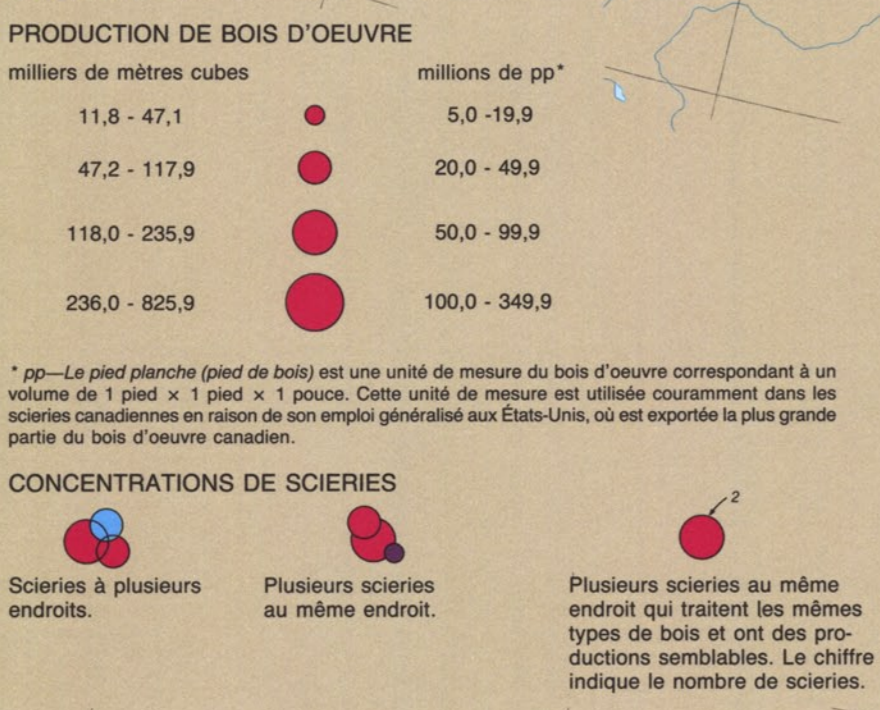 PRODUCTION DE BOIS D'OEUVRE
milliers de mètres cubes millions de pp*
11,8 - 47,1 5,0 -19,9
47,2 - 117,9 20,0 - 49,9
118,0 - 235,9 50,0 - 99,9
236,0 - 825,9 100,0 - 349,9
* pp—Le pied planche (pied de bois) est une unité de mesure du bois d'oeuvre correspondant à un
volume de 1 pied × 1 pied × 1 pouce. Cette unité de mesure est utilisée couramment dans les
scieries canadiennes en raison de son emploi généralisé aux États-Unis, où est exportée la plus grande
partie du bois d'oeuvre canadien.
CONCENTRATIONS DE SCIERIES
2
Scieries à plusieurs
endroits.
Plusieurs scieries
au même endroit.
Plusieurs scieries au même
endroit qui traitent les mêmes
types de bois et ont des pro-
ductions semblables. Le chiffre
indique le nombre de scieries.